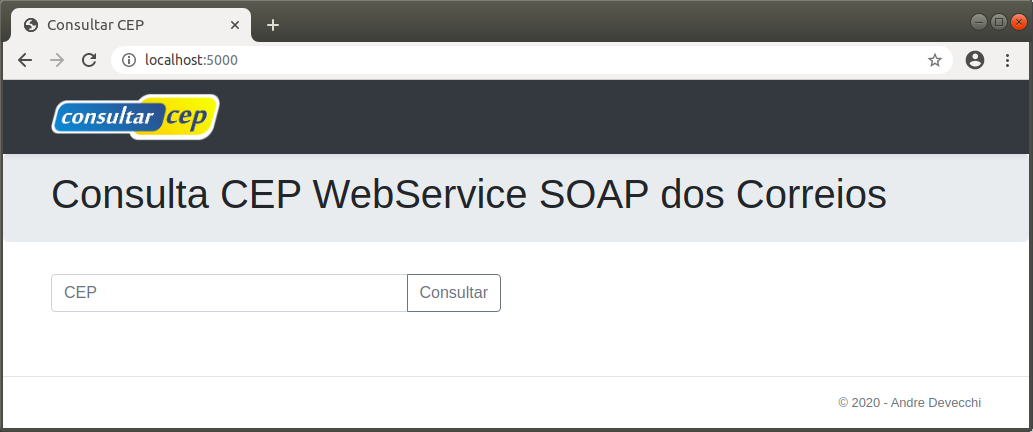 Consultar CEP
localhost:5000
consultar cep
Consulta CEP WebService SOAP dos Correios
CEP
Consultar
© 2020 - Andre Devecchi